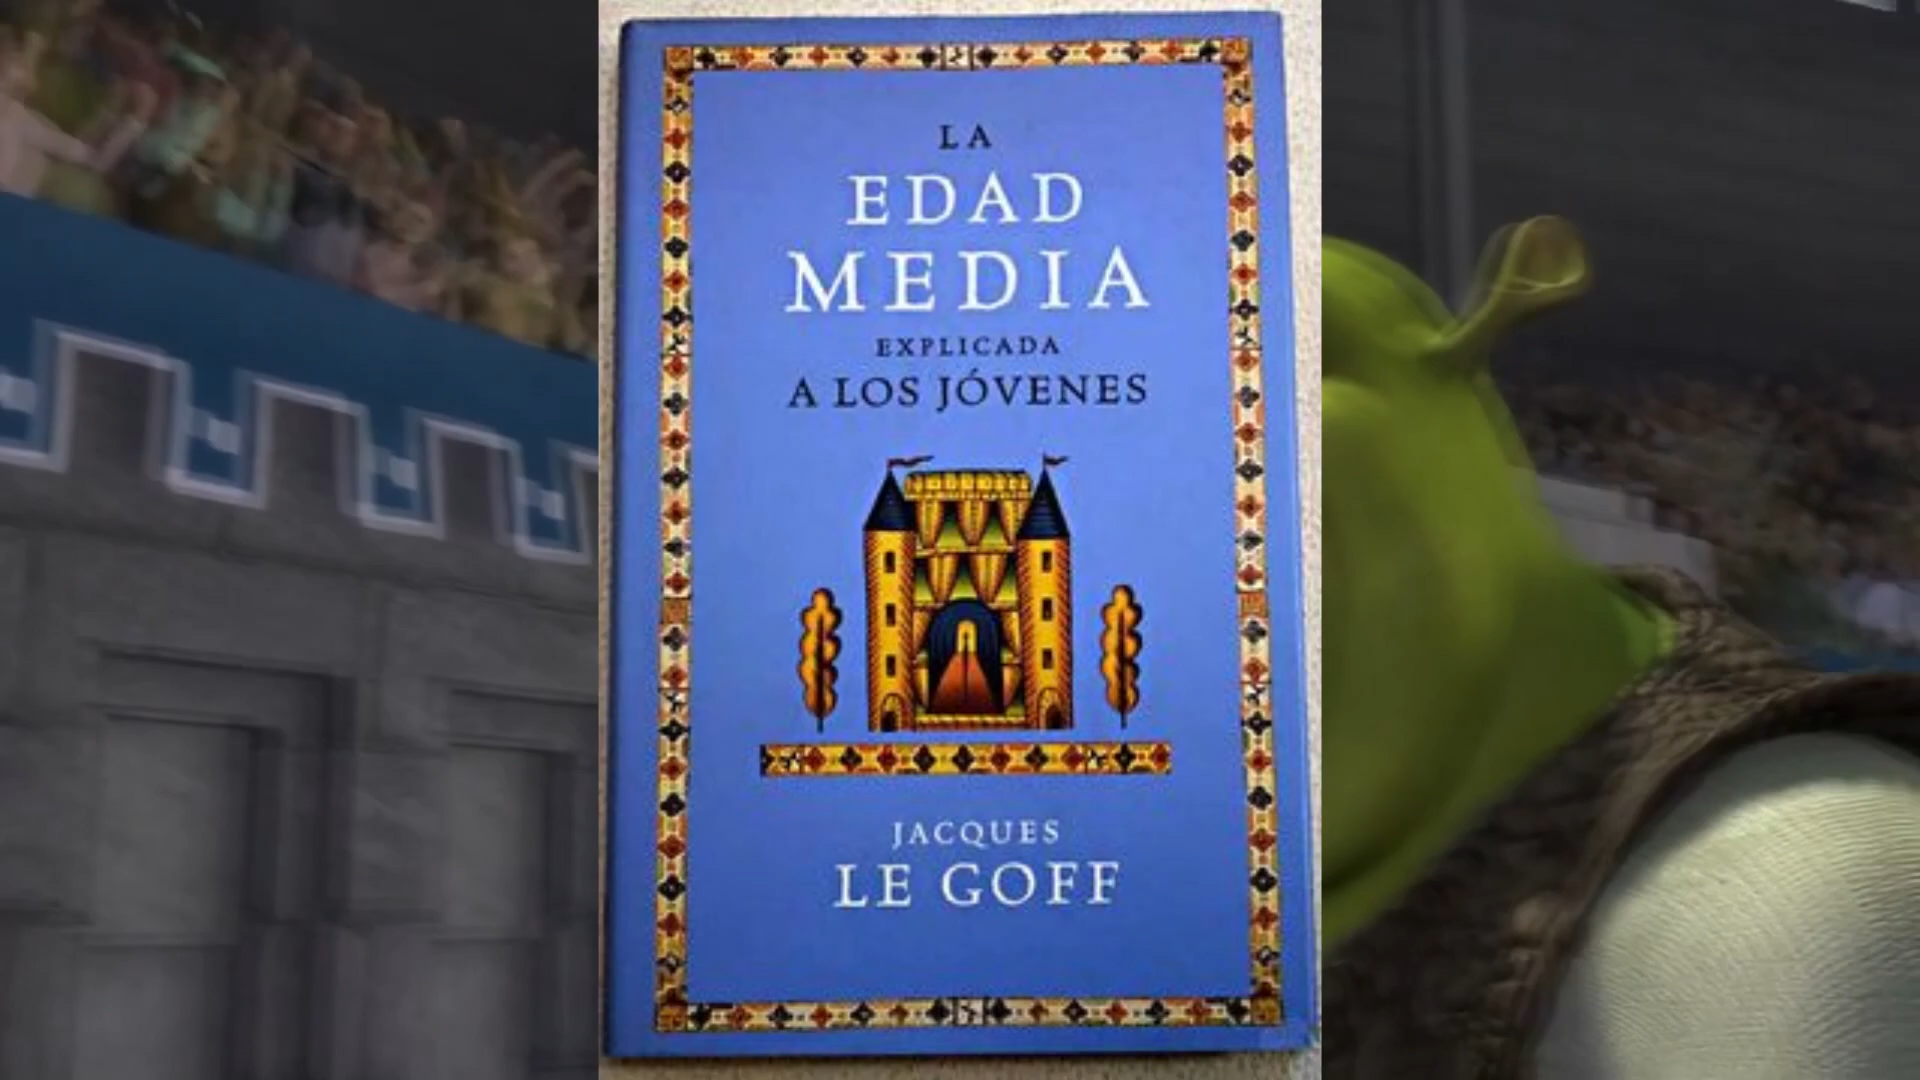 LA
EDAD
MEDIA
EXPLICADA
A LOS JÓVENES
JACQUES
LE GOFF